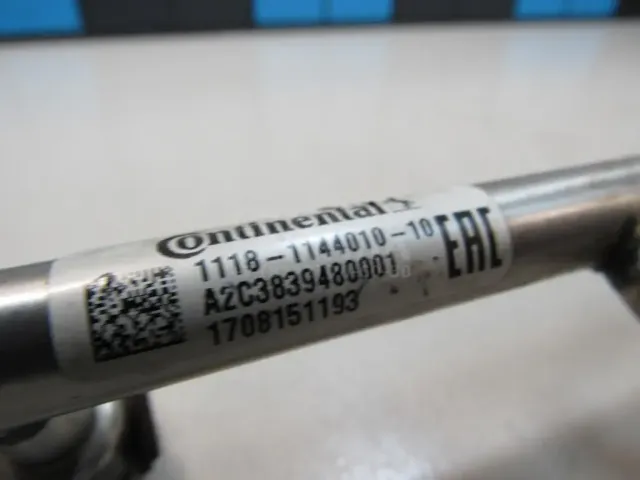 Continental
1118-1144010-10
A2C3839480001
1708151193
EAC